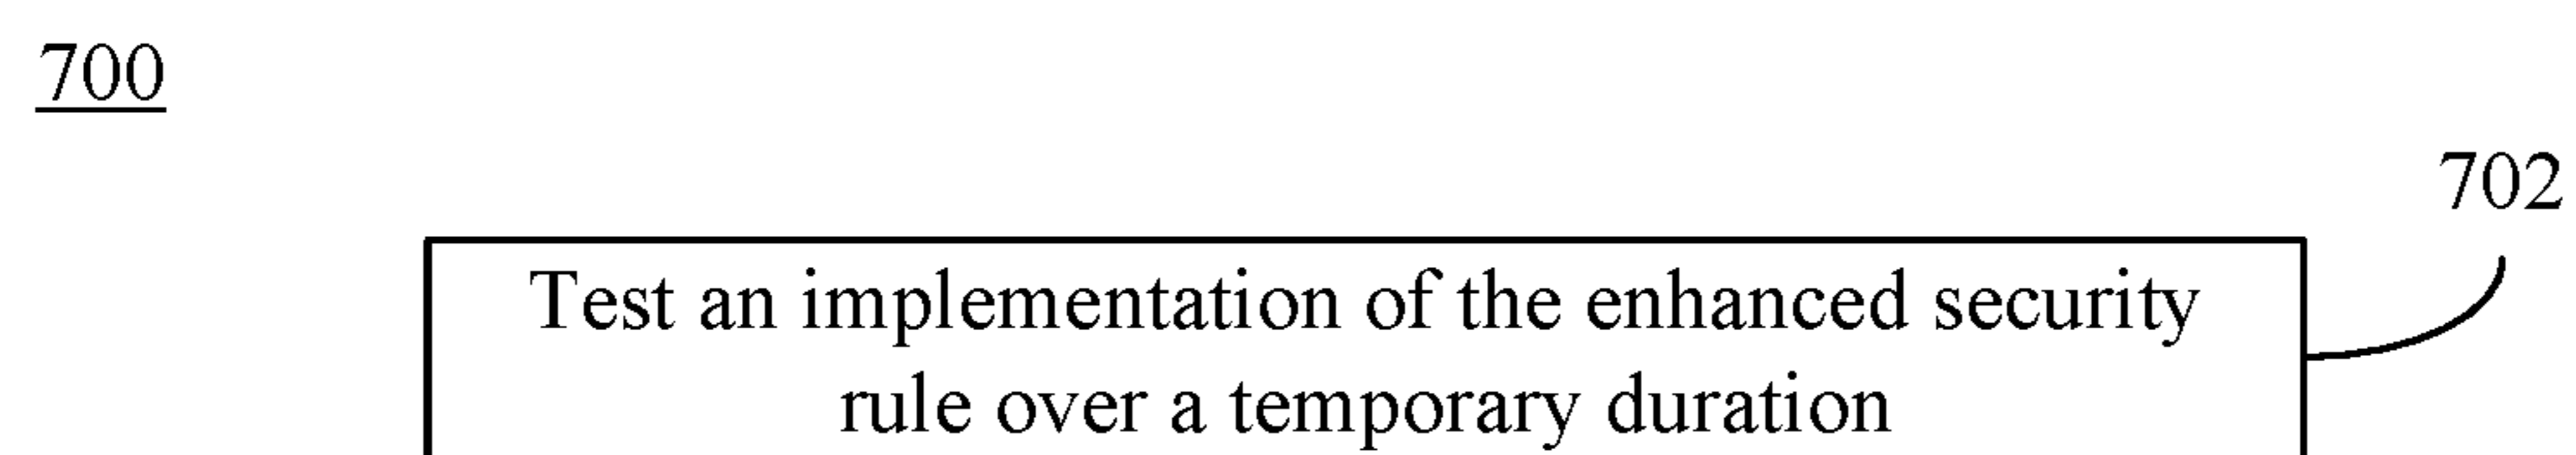 700
702
Test an implementation of the enhanced security
rule over a temporary duration